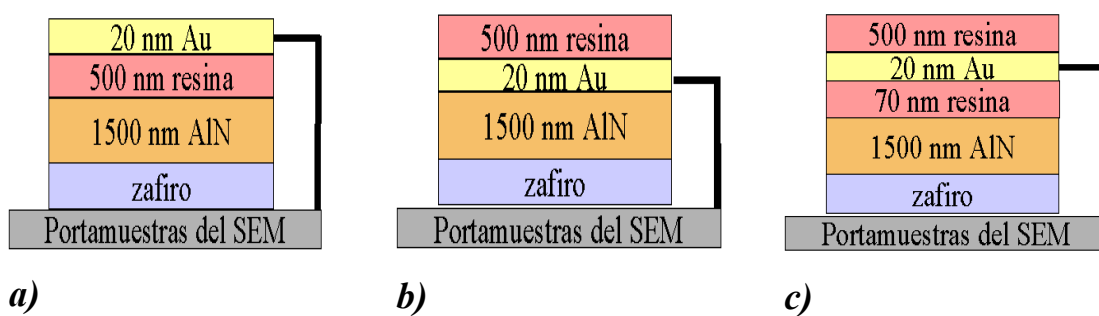 20 nm Au
500 nm resina
1500 nm AlN
zafiro
Portamuestras del SEM
a)
500 nm resina
20 nm Au
1500 nm AlN
zafiro
Portamuestras del SEM
b)
500 nm resina
20 nm Au
70 nm resina
1500 nm AlN
zafiro
Portamuestras del SEM
c)